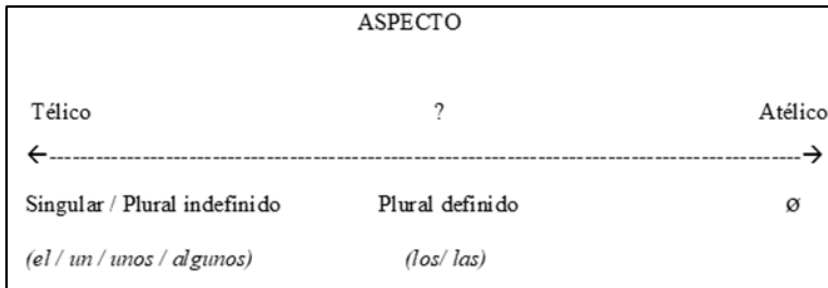 ASPECTO
Télico ? Atélico
←---------------------------------------------------------------------------------------------------→
Singular / Plural indefinido Plural definido ø
(el / un / unos / algunos) (los/ las)